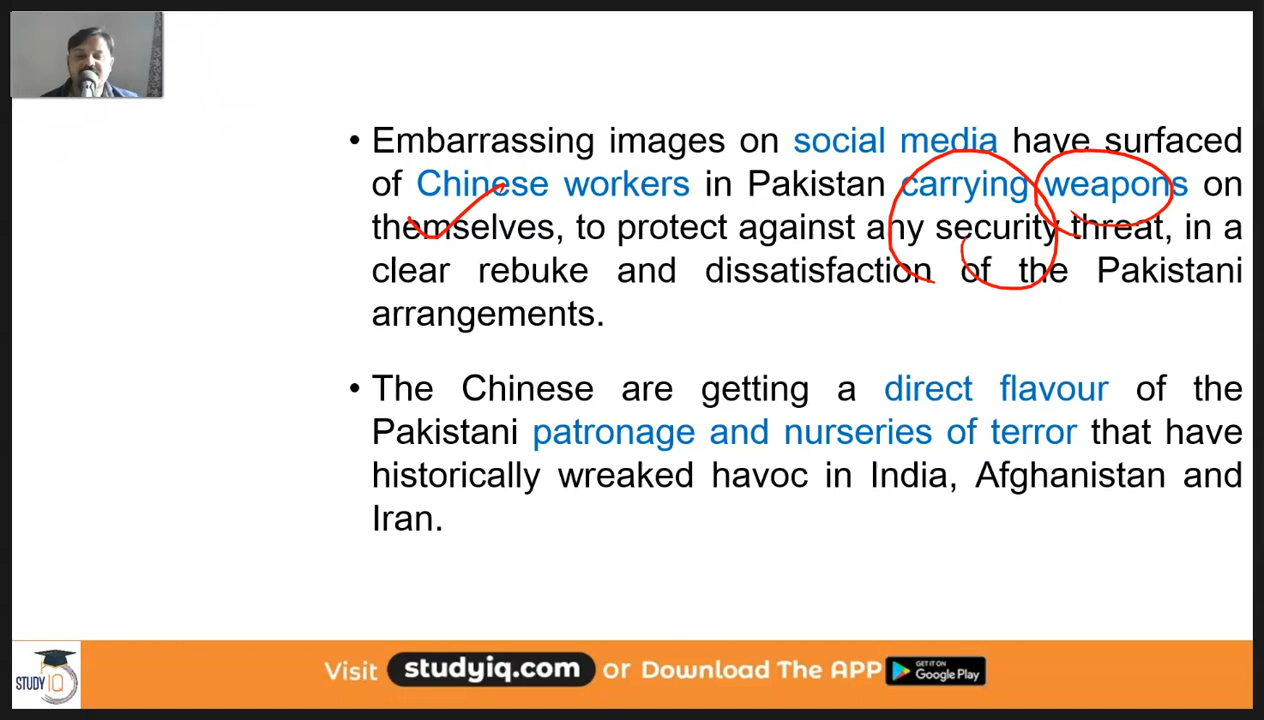 • Embarrassing images on social media have surfaced
of Chinese workers in Pakistan carrying weapons on
themselves, to protect against any security threat, in a
clear rebuke and dissatisfaction of the Pakistani
arrangements.
• The Chinese are getting a direct flavour of the
Pakistani patronage and nurseries of terror that have
historically wreaked havoc in India, Afghanistan and
Iran.
STUDY IQ
Visit studyiq.com or Download The APP GET IT ON Google Play